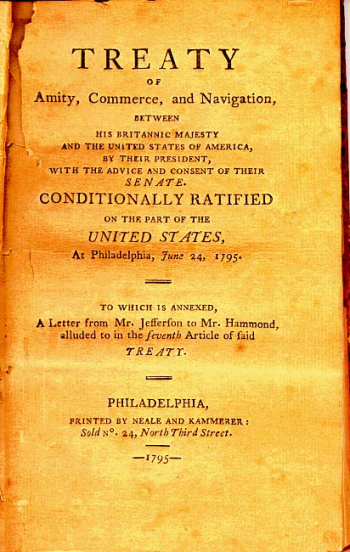 TREATY
OF
Amity, Commerce, and Navigation,
BETWEEN
HIS BRITANNIC MAJESTY
AND THE UNITED STATES OF AMERICA,
BY THEIR PRESIDENT,
WITH THE ADVICE AND CONSENT OF THEIR
SENATE.
CONDITIONALLY RATIFIED
ON THE PART OF THE
UNITED STATES,
At Philadelphia, June 24, 1795.
TO WHICH IS ANNEXED,
A Letter from Mr. Jefferſon to Mr. Hammond,
alluded to in the ſeventh Article of ſaid
TREATY.
PHILADELPHIA,
PRINTED BY NEALE AND KAMMERER:
Sold No. 24, North Third Street.
—1795—